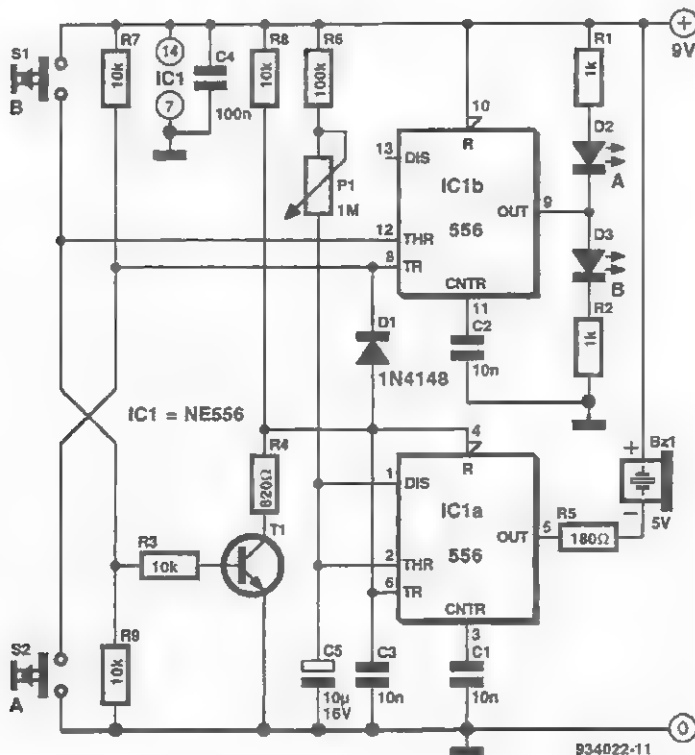 S1
B
R7
10k
14
IC1
7
C4
100n
R8
10k
R6
100k
P1
1M
10
R
13
DIS
IC1b
556
OUT
9
12
THR
8
TR
CNTR
11
C2
10n
R1
1k
D2
A
D3
B
R2
1k
+
9V
D1
1N4148
IC1 = NE556
R4
820Ω
T1
R3
10k
R9
10k
S2
A
4
R
1
DIS
IC1a
556
OUT
5
2
THR
6
TR
CNTR
3
R5
180Ω
+
Bz1
–
5V
C5
10µ
16V
C3
10n
C1
10n
0
934022-11